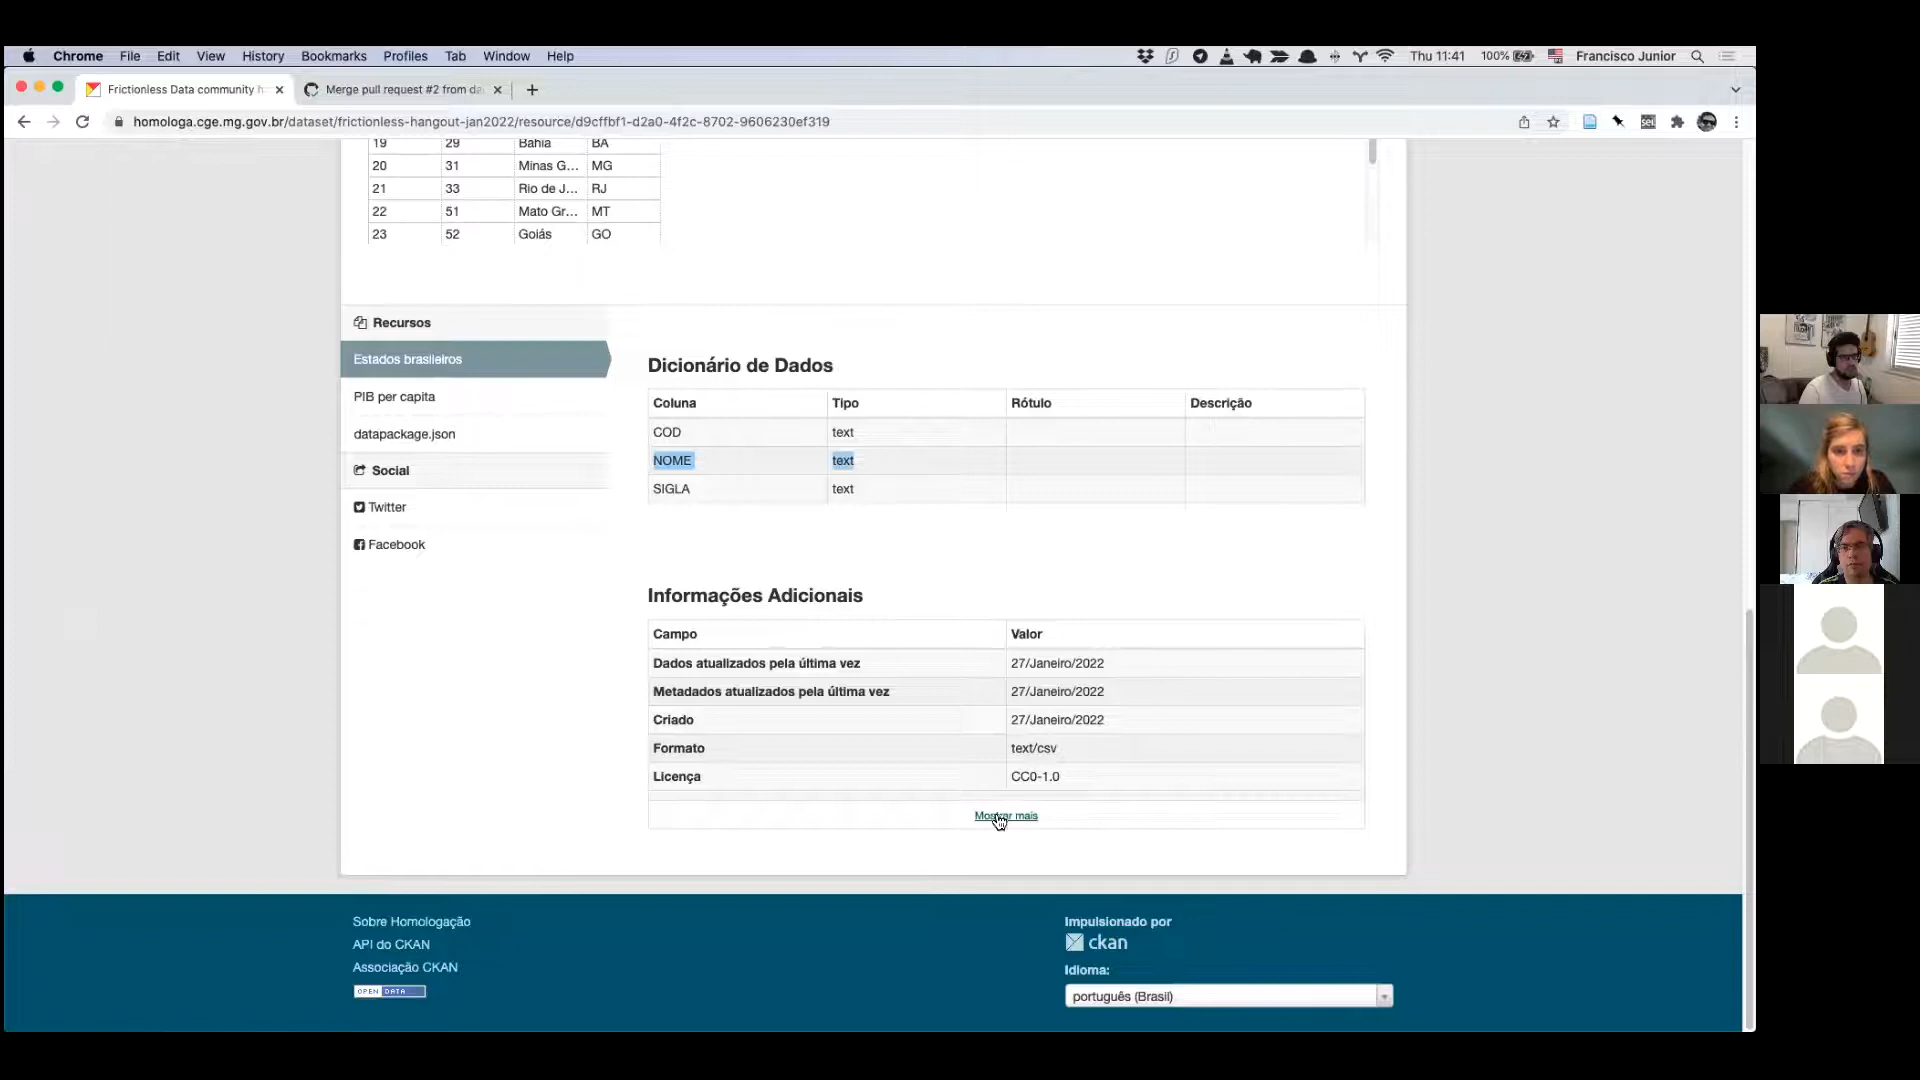 Chrome File Edit View History Bookmarks Profiles Tab Window Help Thu 11:41 100% Francisco Junior
Frictionless Data community h Merge pull request #2 from da
homologa.cge.mg.gov.br/dataset/frictionless-hangout-jan2022/resource/d9cffbf1-d2a0-4f2c-8702-9606230ef319
19 29 Bahia BA
20 31 Minas G... MG
21 33 Rio de J... RJ
22 51 Mato Gr... MT
23 52 Goiás GO
Recursos
Estados brasileiros
PIB per capita
datapackage.json
Social
Twitter
Facebook
Dicionário de Dados
Coluna Tipo Rótulo Descrição
COD text
NOME text
SIGLA text
Informações Adicionais
Campo Valor
Dados atualizados pela última vez 27/Janeiro/2022
Metadados atualizados pela última vez 27/Janeiro/2022
Criado 27/Janeiro/2022
Formato text/csv
Licença CC0-1.0
Mostrar mais
Sobre Homologação
API do CKAN
Associação CKAN
OPEN DATA
Impulsionado por
ckan
Idioma:
português (Brasil)